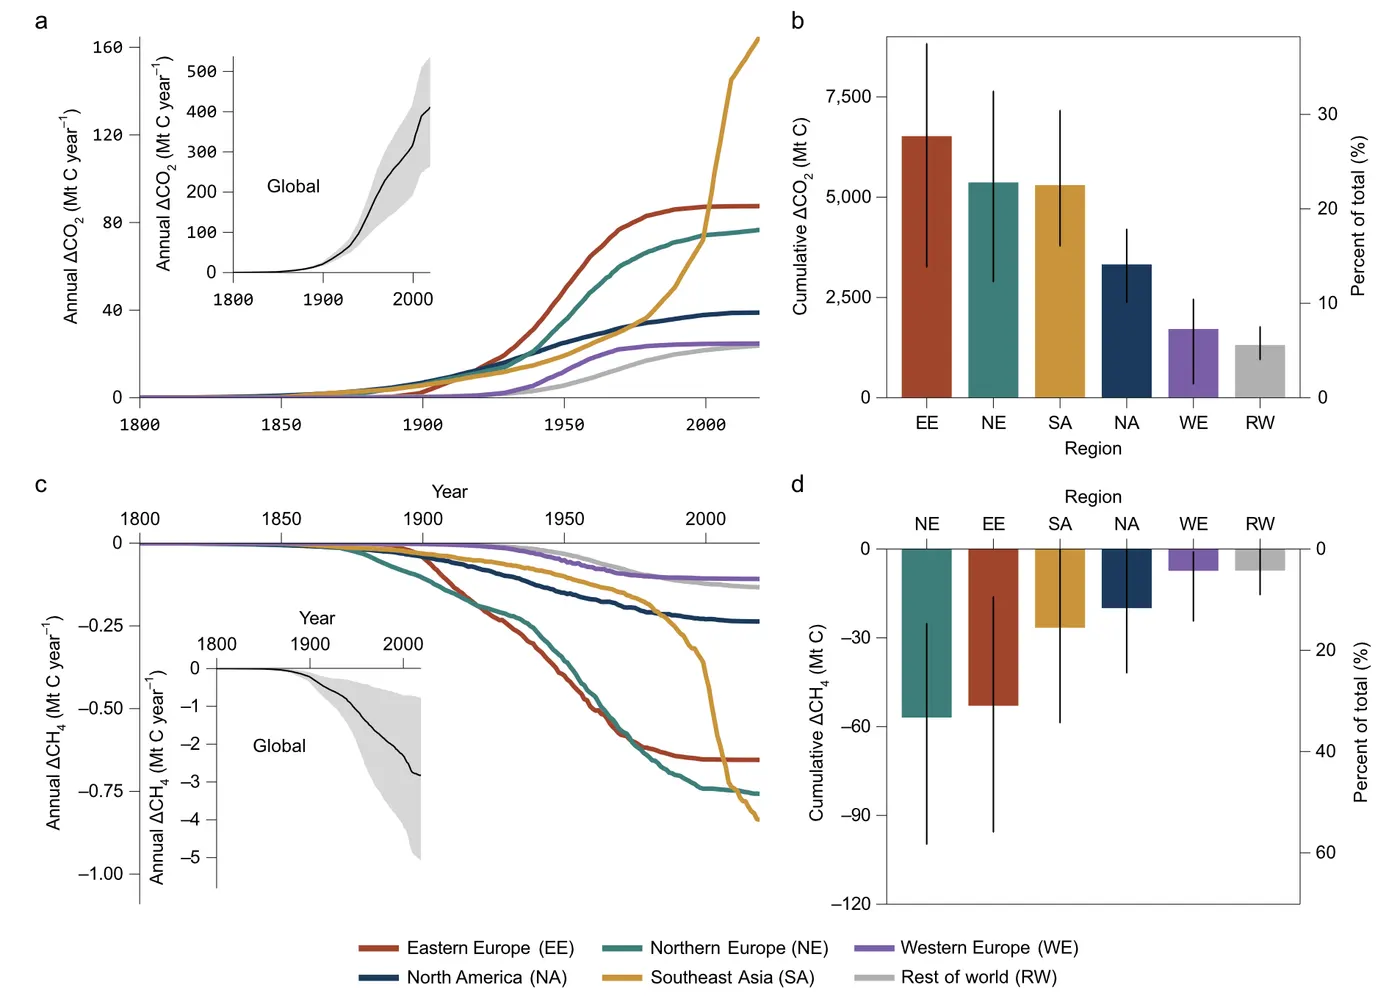 a
Annual ΔCO2 (Mt C year−1)
160
120
80
40
0
1800
1850
1900
1950
2000
Annual ΔCO2 (Mt C year−1)
500
400
300
200
100
0
Global
1800
1900
2000
b
Cumulative ΔCO2 (Mt C)
7,500
5,000
2,500
0
Percent of total (%)
30
20
10
0
EE
NE
SA
NA
WE
RW
Region
c
Year
1800
1850
1900
1950
2000
Annual ΔCH4 (Mt C year−1)
0
−0.25
−0.50
−0.75
−1.00
Year
1800
1900
2000
Annual ΔCH4 (Mt C year−1)
0
−1
−2
−3
−4
−5
Global
d
Region
NE
EE
SA
NA
WE
RW
Cumulative ΔCH4 (Mt C)
0
−30
−60
−90
−120
Percent of total (%)
0
20
40
60
Eastern Europe (EE)
Northern Europe (NE)
Western Europe (WE)
North America (NA)
Southeast Asia (SA)
Rest of world (RW)